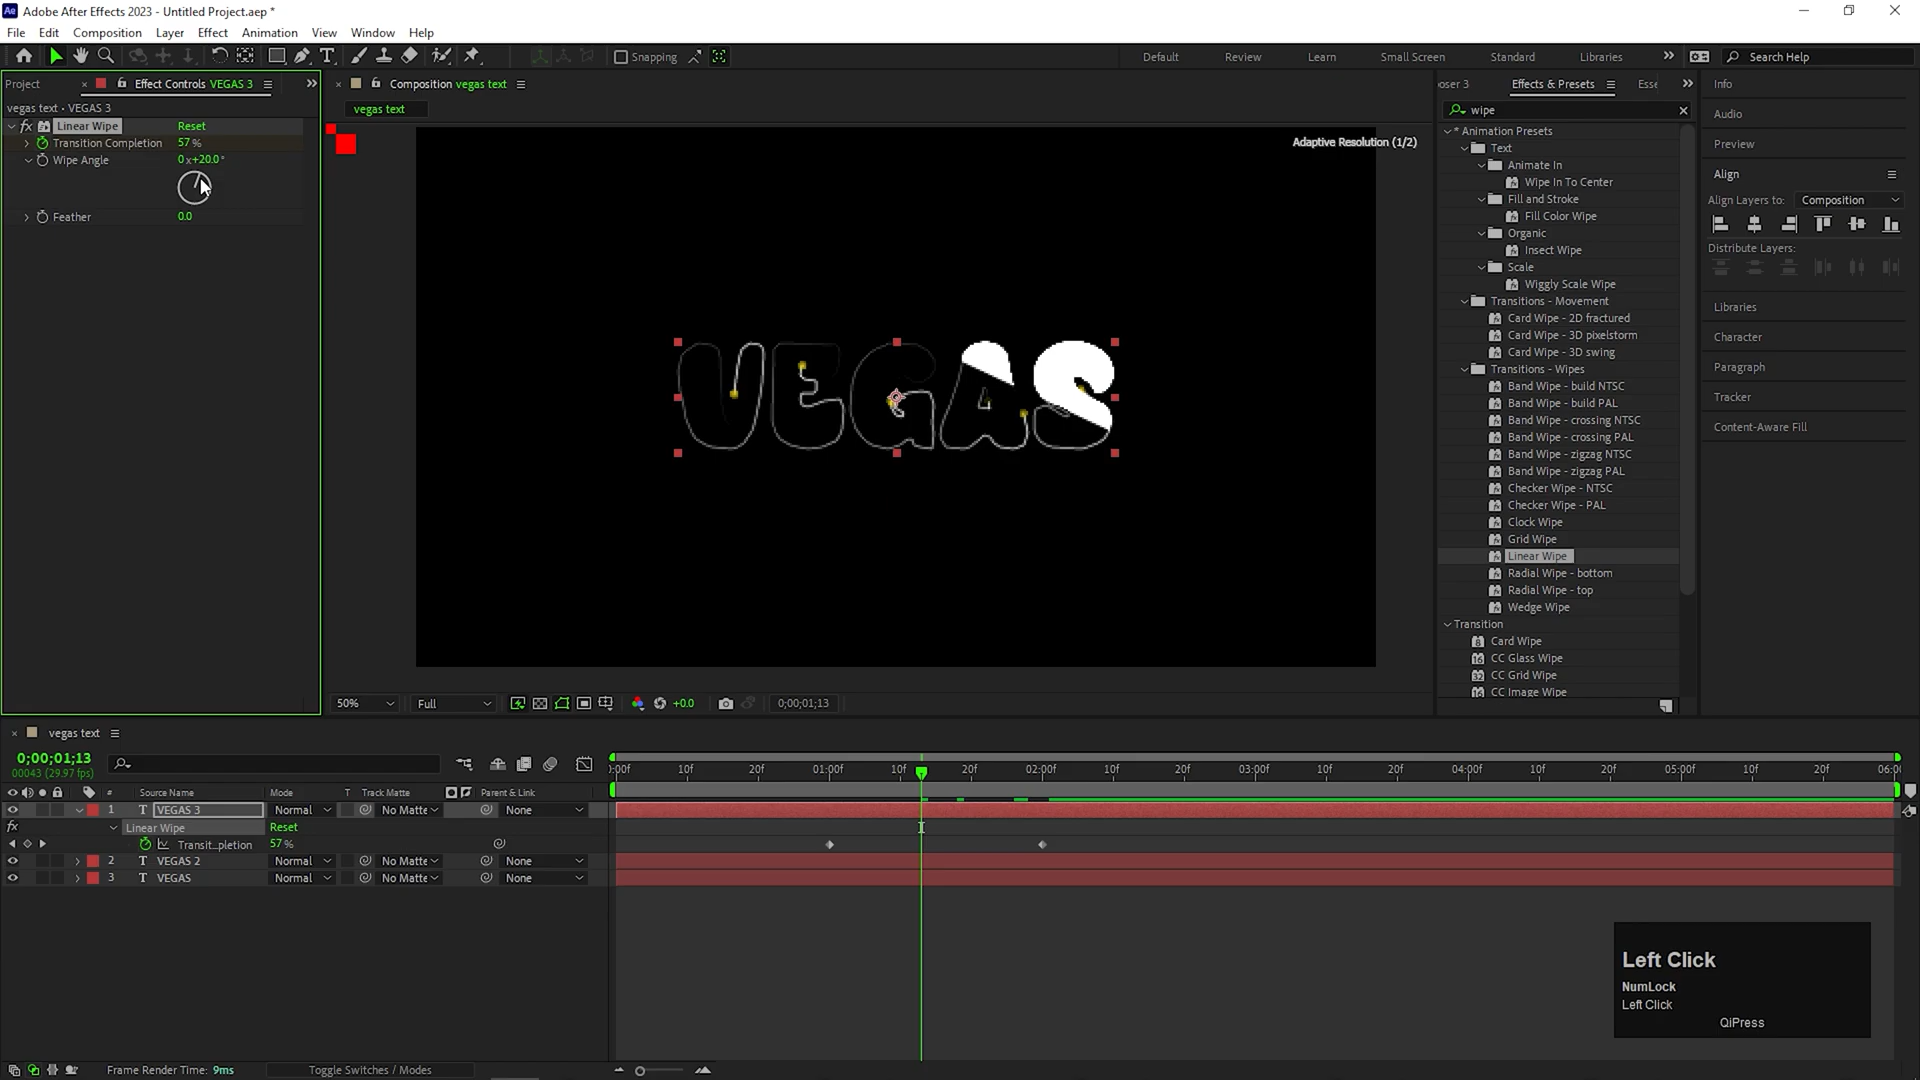 Adobe After Effects 2023 - Untitled Project.aep *
File Edit Composition Layer Effect Animation View Window Help
Snapping
Default Review Learn Small Screen Standard Libraries Search Help
Project Effect Controls VEGAS 3
vegas text • VEGAS 3
fx Linear Wipe Reset
Transition Completion 57 %
Wipe Angle 0 x+20.0°
Feather 0.0
Composition vegas text
vegas text
Adaptive Resolution (1/2)
VEGAS
50% Full +0.0 0;00;01;13
poser 3 Effects & Presets Esse
wipe
* Animation Presets
Text
Animate In
Wipe In To Center
Fill and Stroke
Fill Color Wipe
Organic
Insect Wipe
Scale
Wiggly Scale Wipe
Transitions - Movement
Card Wipe - 2D fractured
Card Wipe - 3D pixelstorm
Card Wipe - 3D swing
Transitions - Wipes
Band Wipe - build NTSC
Band Wipe - build PAL
Band Wipe - crossing NTSC
Band Wipe - crossing PAL
Band Wipe - zigzag NTSC
Band Wipe - zigzag PAL
Checker Wipe - NTSC
Checker Wipe - PAL
Clock Wipe
Grid Wipe
Linear Wipe
Radial Wipe - bottom
Radial Wipe - top
Wedge Wipe
Transition
Card Wipe
CC Glass Wipe
CC Grid Wipe
CC Image Wipe
Info
Audio
Preview
Align
Align Layers to: Composition
Distribute Layers:
Libraries
Character
Paragraph
Tracker
Content-Aware Fill
vegas text
0;00;01;13
00043 (29.97 fps)
:00f 10f 20f 01:00f 10f 20f 02:00f 10f 20f 03:00f 10f 20f 04:00f 10f 20f 05:00f 10f 20f 06:0
# Source Name Mode T Track Matte Parent & Link
1 T VEGAS 3 Normal No Matte None
fx Linear Wipe Reset
Transit...pletion 57 %
2 T VEGAS 2 Normal No Matte None
3 T VEGAS Normal No Matte None
Left Click
NumLock
Left Click
QiPress
Frame Render Time: 9ms Toggle Switches / Modes